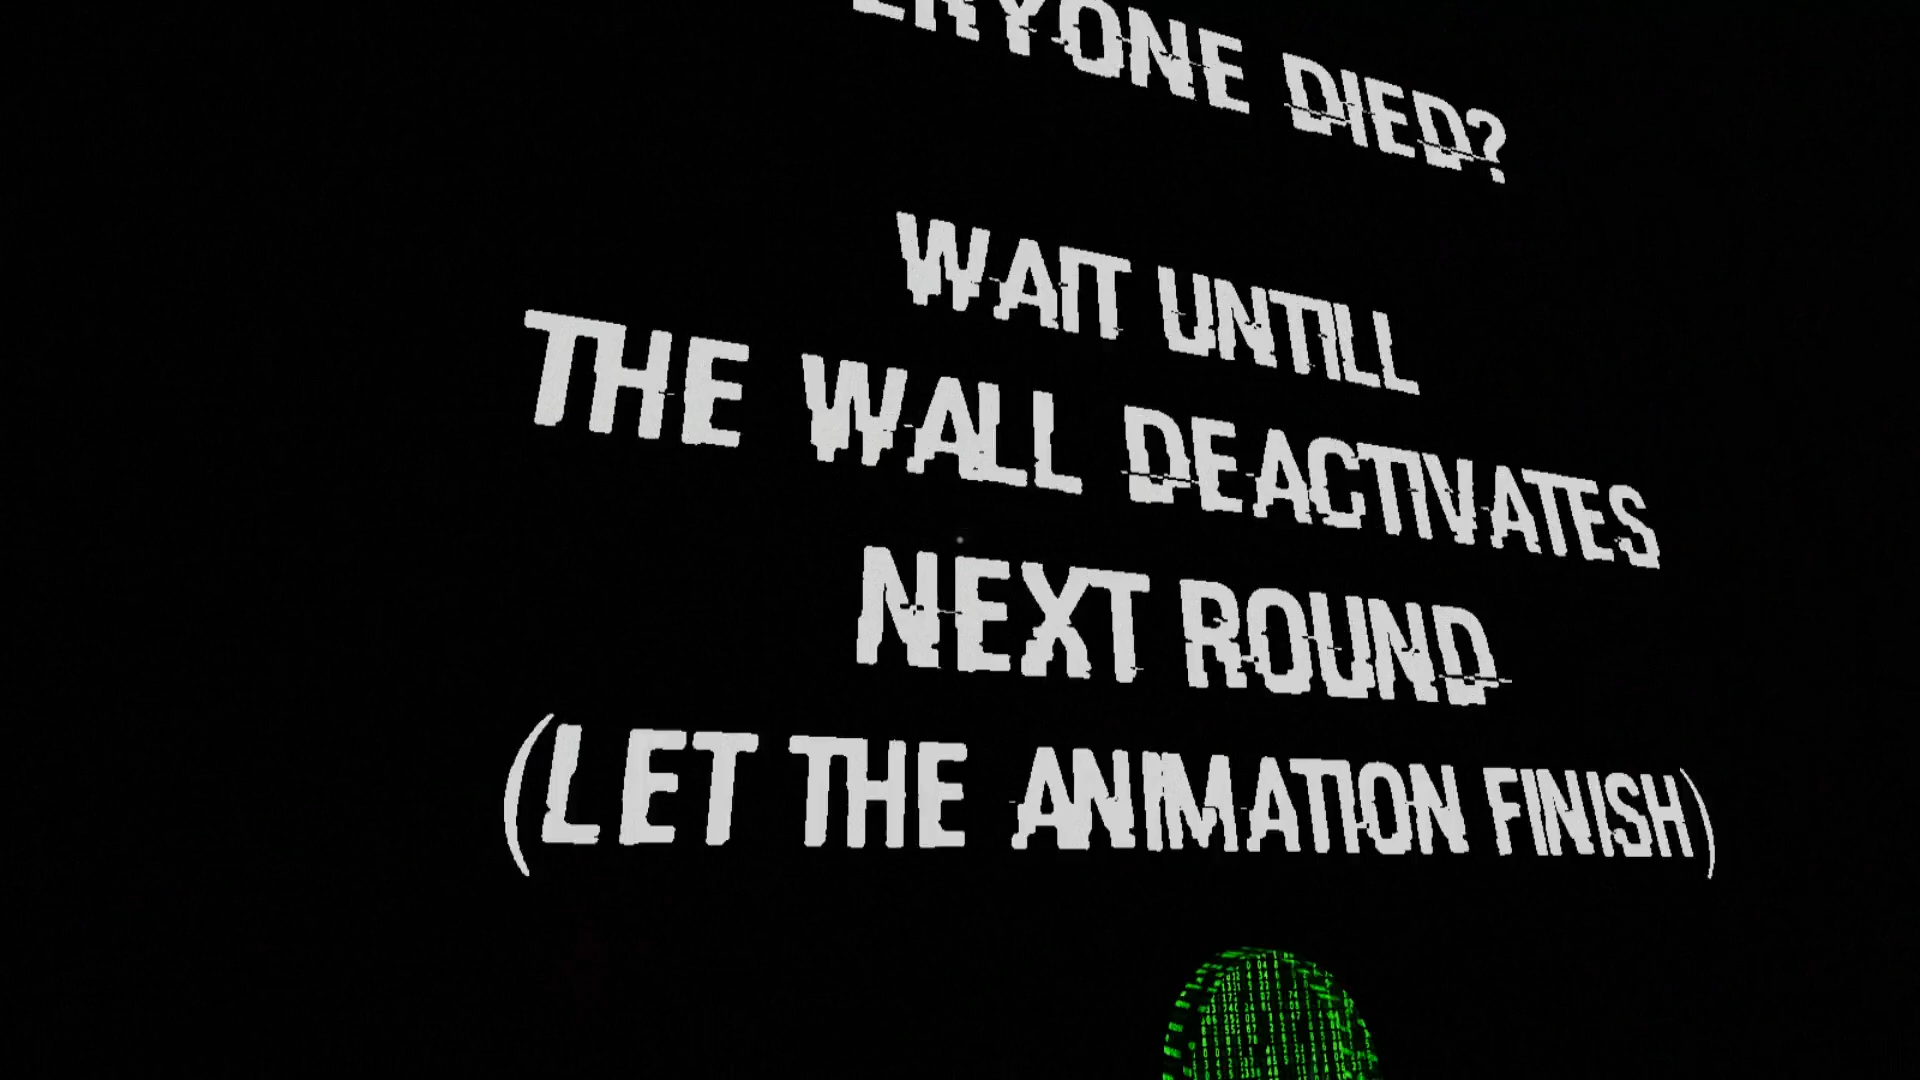 ERYONE DIED?
WAIT UNTILL
THE WALL DEACTIVATES
NEXT ROUND
(LET THE ANIMATION FINISH)